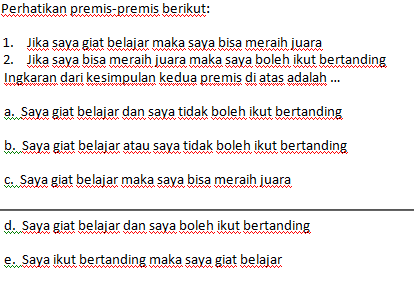 Perhatikan premis-premis berikut:
1. Jika saya giat belajar maka saya bisa meraih juara
2. Jika saya bisa meraih juara maka saya boleh ikut bertanding
Ingkaran dari kesimpulan kedua premis di atas adalah ...
a. Saya giat belajar dan saya tidak boleh ikut bertanding
b. Saya giat belajar atau saya tidak boleh ikut bertanding
c. Saya giat belajar maka saya bisa meraih juara
d. Saya giat belajar dan saya boleh ikut bertanding
e. Saya ikut bertanding maka saya giat belajar